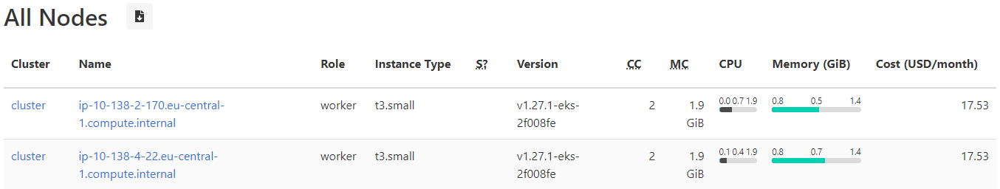 All Nodes
Cluster Name Role Instance Type S? Version CC MC CPU Memory (GiB) Cost (USD/month)
cluster ip-10-138-2-170.eu-central- worker t3.small v1.27.1-eks- 2 1.9 0.0 0.7 1.9 0.8 0.5 1.4 17.53
1.compute.internal 2f008fe GiB
cluster ip-10-138-4-22.eu-central- worker t3.small v1.27.1-eks- 2 1.9 0.1 0.4 1.9 0.8 0.7 1.4 17.53
1.compute.internal 2f008fe GiB